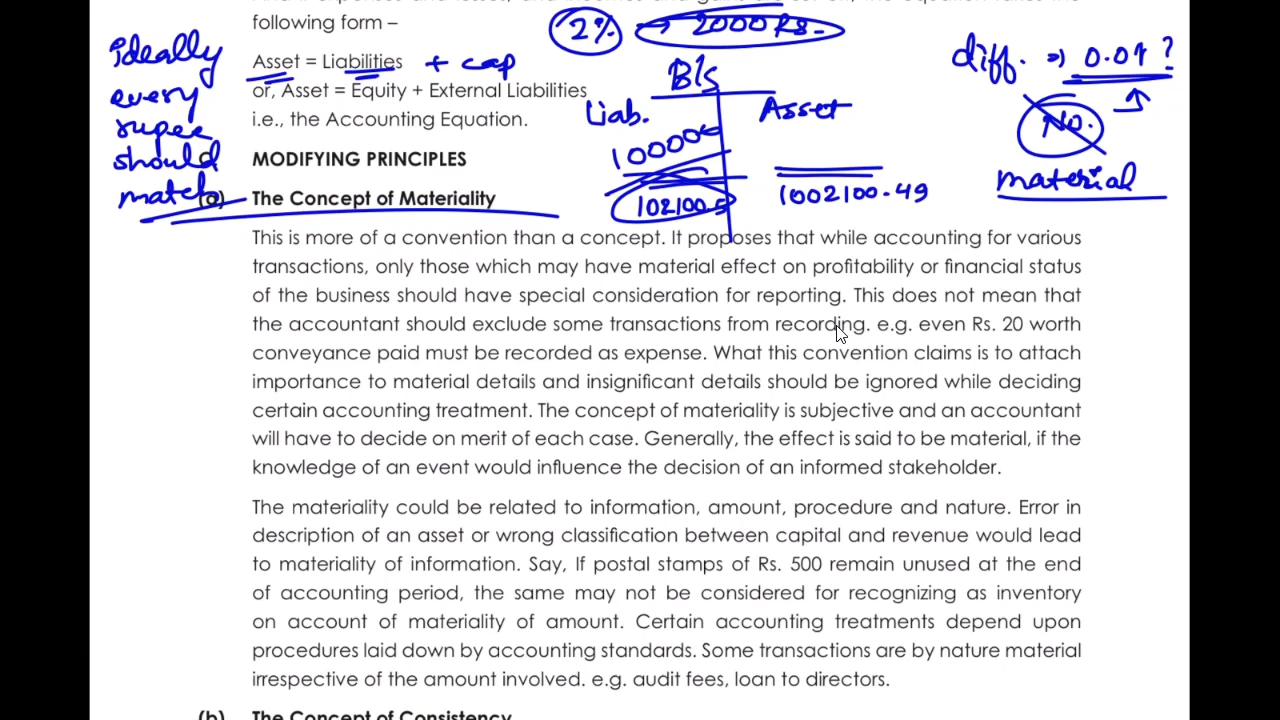 following form –
2% → 2000 Rs.
ideally
every
rupee
should
match
Asset = Liabilities + cap
or, Asset = Equity + External Liabilities
i.e., the Accounting Equation.
B/S
Liab. Asset
1002100.49
diff. ⇒ 0.01 ?
No.
material
MODIFYING PRINCIPLES
(a) The Concept of Materiality
This is more of a convention than a concept. It proposes that while accounting for various
transactions, only those which may have material effect on profitability or financial status
of the business should have special consideration for reporting. This does not mean that
the accountant should exclude some transactions from recording. e.g. even Rs. 20 worth
conveyance paid must be recorded as expense. What this convention claims is to attach
importance to material details and insignificant details should be ignored while deciding
certain accounting treatment. The concept of materiality is subjective and an accountant
will have to decide on merit of each case. Generally, the effect is said to be material, if the
knowledge of an event would influence the decision of an informed stakeholder.
The materiality could be related to information, amount, procedure and nature. Error in
description of an asset or wrong classification between capital and revenue would lead
to materiality of information. Say, If postal stamps of Rs. 500 remain unused at the end
of accounting period, the same may not be considered for recognizing as inventory
on account of materiality of amount. Certain accounting treatments depend upon
procedures laid down by accounting standards. Some transactions are by nature material
irrespective of the amount involved. e.g. audit fees, loan to directors.
(b) The Concept of Consistency